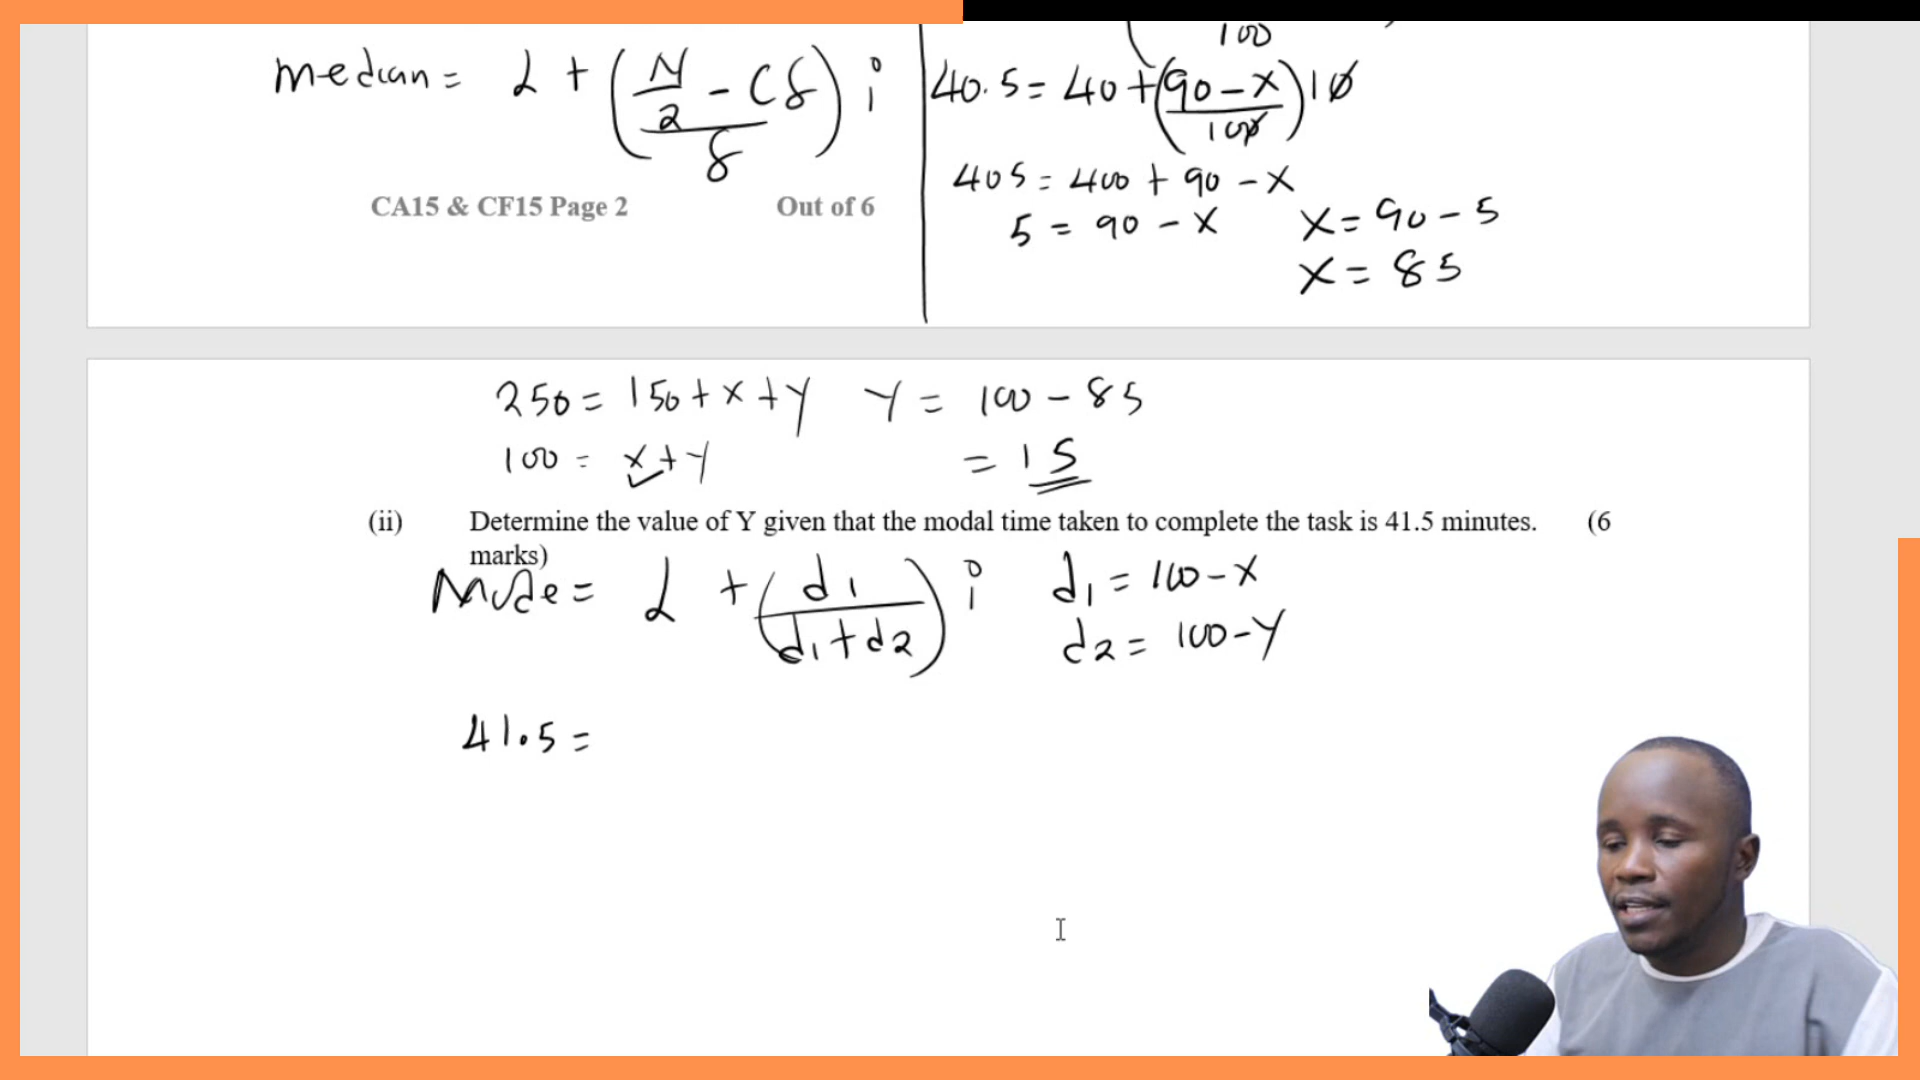 median = L + (N/2 - Cf / f) i
100
40.5 = 40 + (90 - X / 100) 10
405 = 400 + 90 - X
5 = 90 - X
X = 90 - 5
X = 85
CA15 & CF15 Page 2 Out of 6
250 = 150 + X + Y
100 = X + Y
Y = 100 - 85
= 15
(ii) Determine the value of Y given that the modal time taken to complete the task is 41.5 minutes. (6
marks)
Mode = L + (d1 / d1 + d2) i
d1 = 100 - X
d2 = 100 - Y
41.5 =